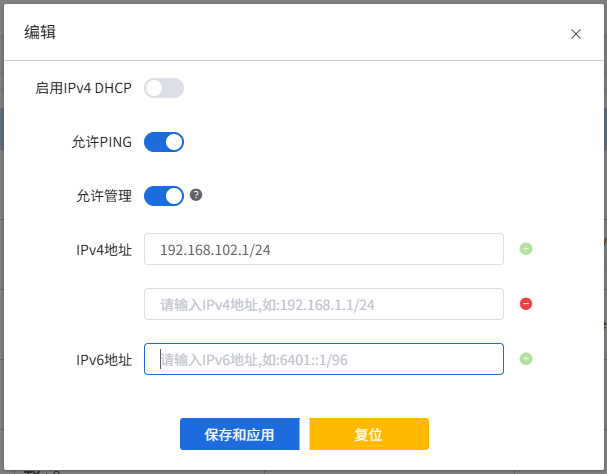 编辑
启用IPv4 DHCP
允许PING
允许管理 ?
IPv4地址 192.168.102.1/24
请输入IPv4地址,如:192.168.1.1/24
IPv6地址 请输入IPv6地址,如:6401::1/96
保存和应用 复位